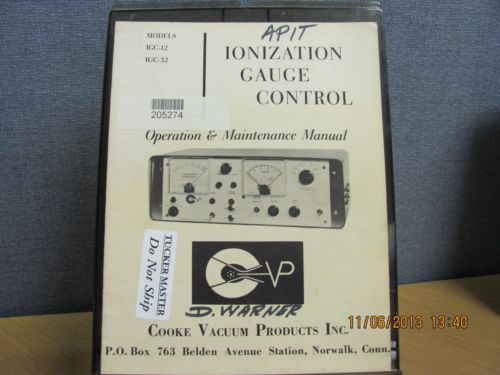 APIT
MODELS
IGC-12
IGC-32
IONIZATION
GAUGE
CONTROL
205274
Operation & Maintenance Manual
TUCKER MASTER
Do Not Ship
CVP
D. WARNER
COOKE VACUUM PRODUCTS INC.
P.O. Box 763 Belden Avenue Station, Norwalk, Conn.
11/06/2013 13:40